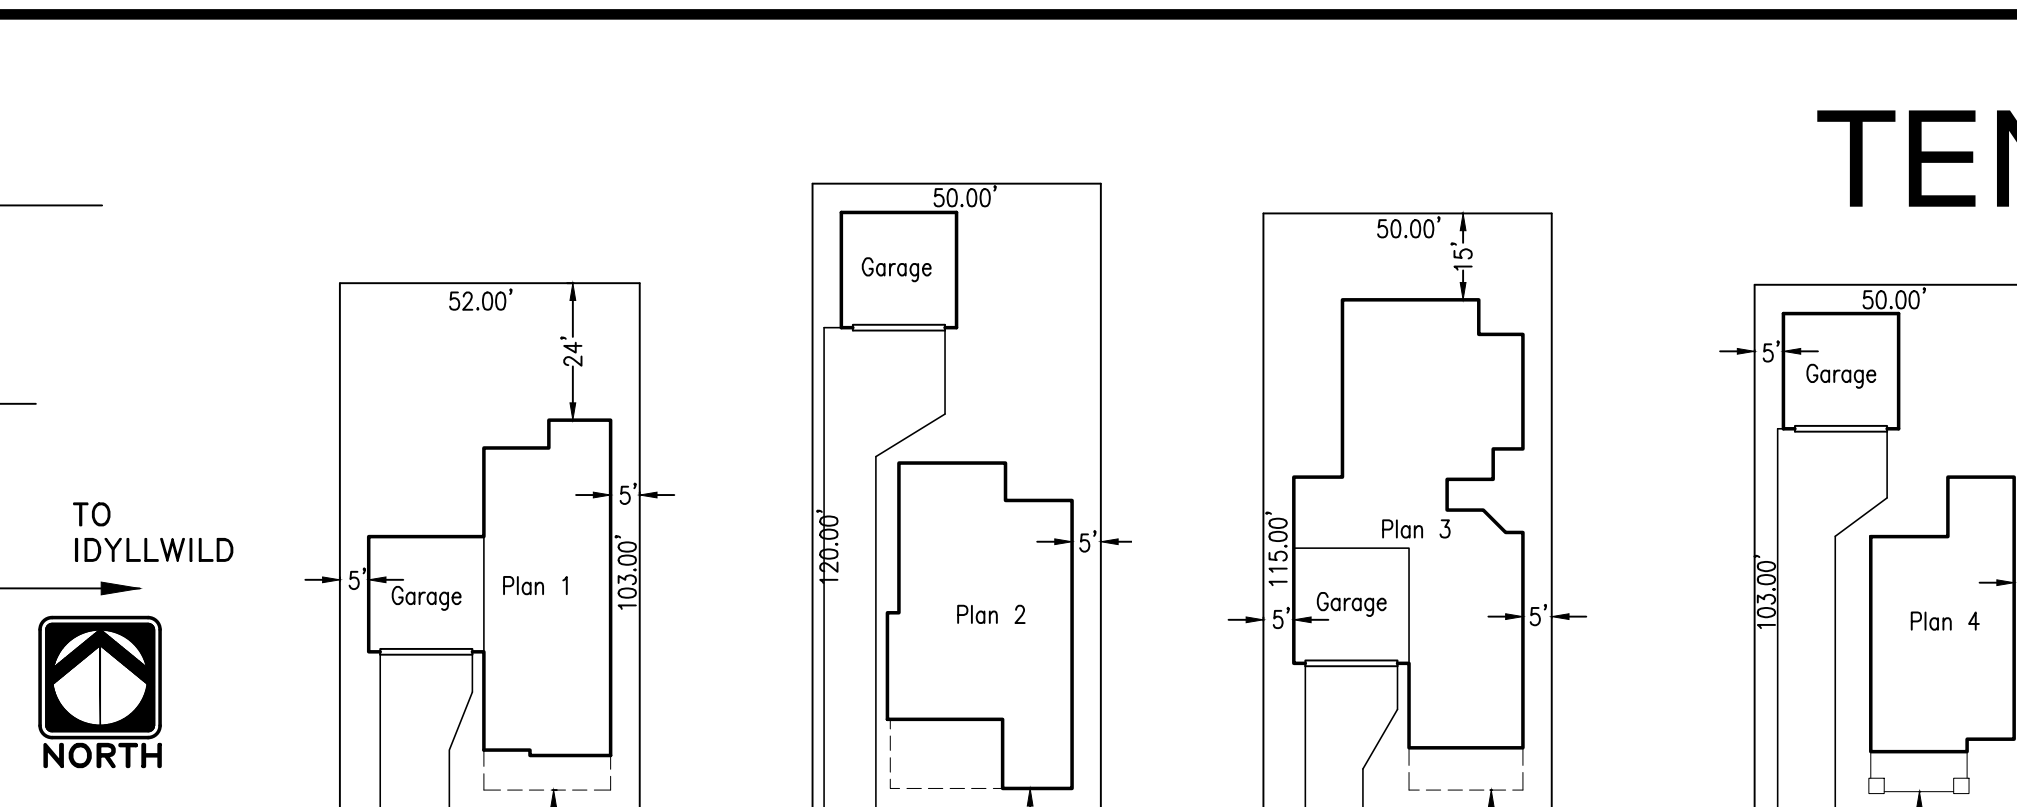 TEN
50.00'
Garage
50.00'
15'
52.00'
24'
50.00'
5'
Garage
5'
TO
IDYLLWILD
120.00'
5'
115.00'
Plan 3
103.00'
5'
Garage
Plan 1
Plan 2
Garage
5'
5'
103.00'
Plan 4
NORTH